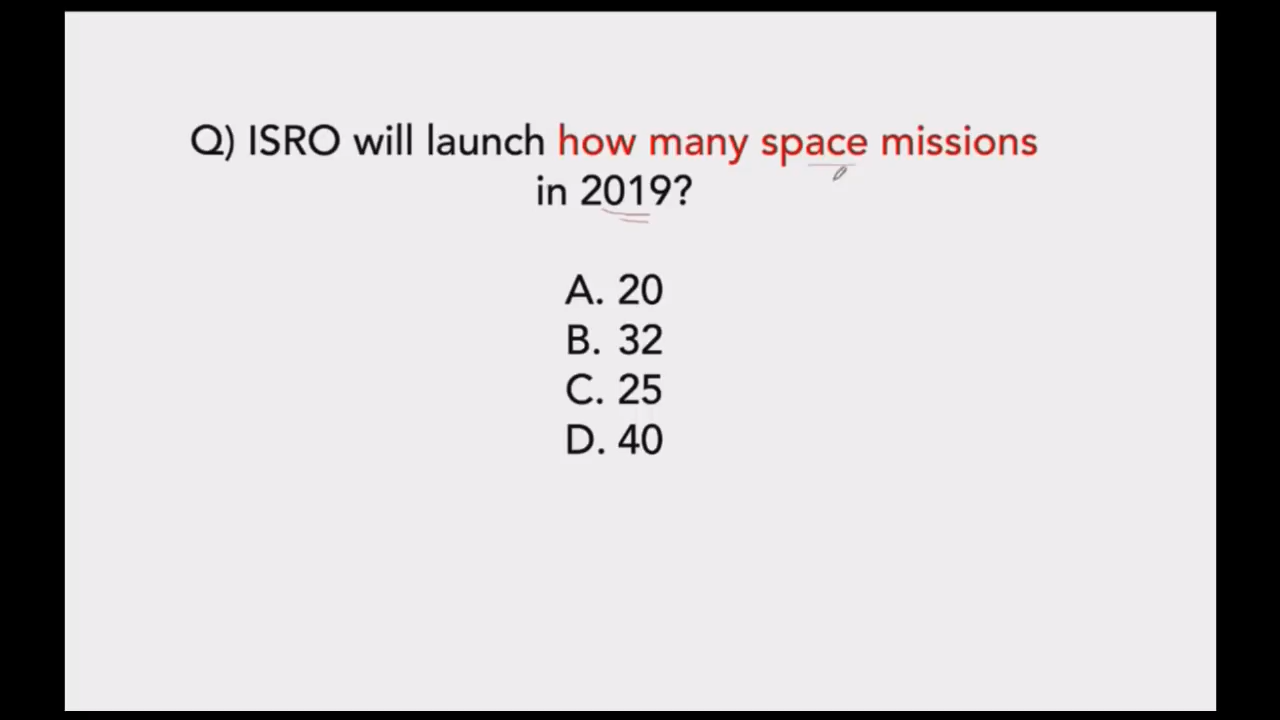 Q) ISRO will launch how many space missions
in 2019?
A. 20
B. 32
C. 25
D. 40